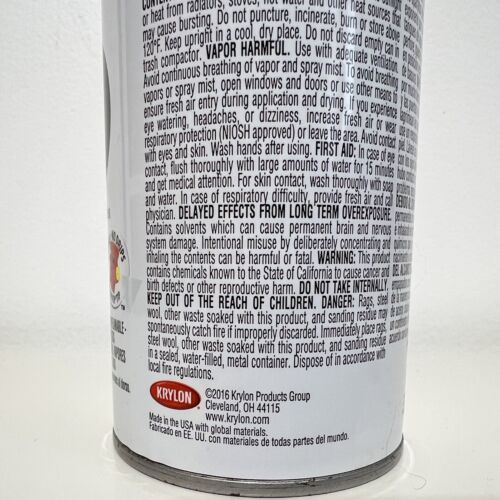 or heat from radiators, stoves, hot water and other heat sources that
may cause bursting. Do not puncture, incinerate, burn or store above
120°F. Keep upright in a cool, dry place. Do not discard empty can in
trash compactor. VAPOR HARMFUL. Use with adequate ventilation.
Avoid continuous breathing of vapor and spray mist. To avoid breathing
vapors or spray mist, open windows and doors or use other means to
ensure fresh air entry during application and drying. If you experience
eye watering, headaches, or dizziness, increase fresh air or wear
respiratory protection (NIOSH approved) or leave the area. Avoid contact
with eyes and skin. Wash hands after using. FIRST AID: In case of eye
contact, flush thoroughly with large amounts of water for 15 minutes
and get medical attention. For skin contact, wash thoroughly with soap
and water. In case of respiratory difficulty, provide fresh air and call
physician. DELAYED EFFECTS FROM LONG TERM OVEREXPOSURE.
Contains solvents which can cause permanent brain and nervous
system damage. Intentional misuse by deliberately concentrating and
inhaling the contents can be harmful or fatal. WARNING: This product
contains chemicals known to the State of California to cause cancer and
birth defects or other reproductive harm. DO NOT TAKE INTERNALLY.
KEEP OUT OF THE REACH OF CHILDREN. DANGER: Rags, steel
wool, other waste soaked with this product, and sanding residue may
spontaneously catch fire if improperly discarded. Immediately place rags,
steel wool, other waste soaked with this product, and sanding residue
in a sealed, water-filled, metal container. Dispose of in accordance with
local fire regulations.
KRYLON
©2016 Krylon Products Group
Cleveland, OH 44115
www.krylon.com
Made in the USA with global materials.
Fabricado en EE. UU. con materiales de todas partes del mundo.